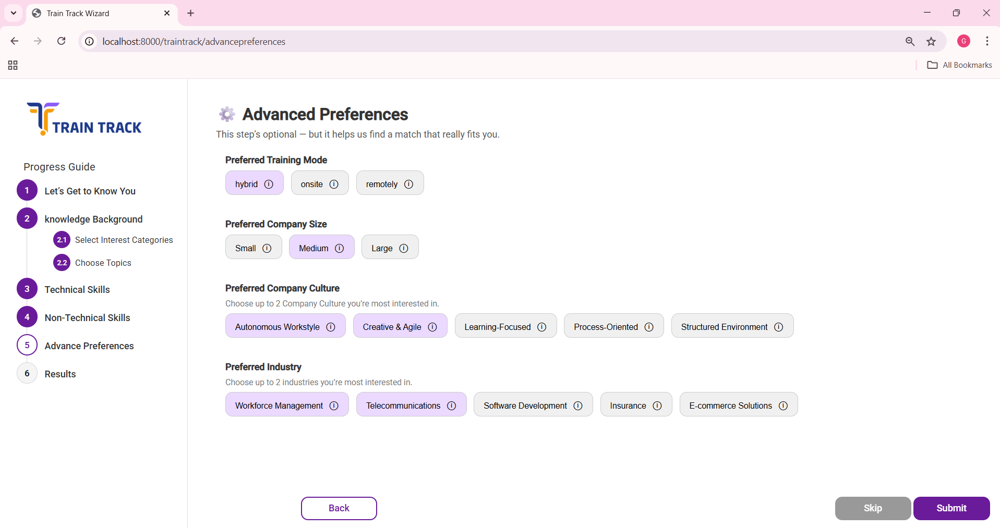 Train Track Wizard
localhost:8000/traintrack/advancepreferences
G
All Bookmarks
TRAIN TRACK
Progress Guide
1 Let’s Get to Know You
2 knowledge Background
2.1 Select Interest Categories
2.2 Choose Topics
3 Technical Skills
4 Non-Technical Skills
5 Advance Preferences
6 Results
Advanced Preferences
This step’s optional — but it helps us find a match that really fits you.
Preferred Training Mode
hybrid onsite remotely
Preferred Company Size
Small Medium Large
Preferred Company Culture
Choose up to 2 Company Culture you’re most interested in.
Autonomous Workstyle Creative & Agile Learning-Focused Process-Oriented Structured Environment
Preferred Industry
Choose up to 2 industries you’re most interested in.
Workforce Management Telecommunications Software Development Insurance E-commerce Solutions
Back Skip Submit